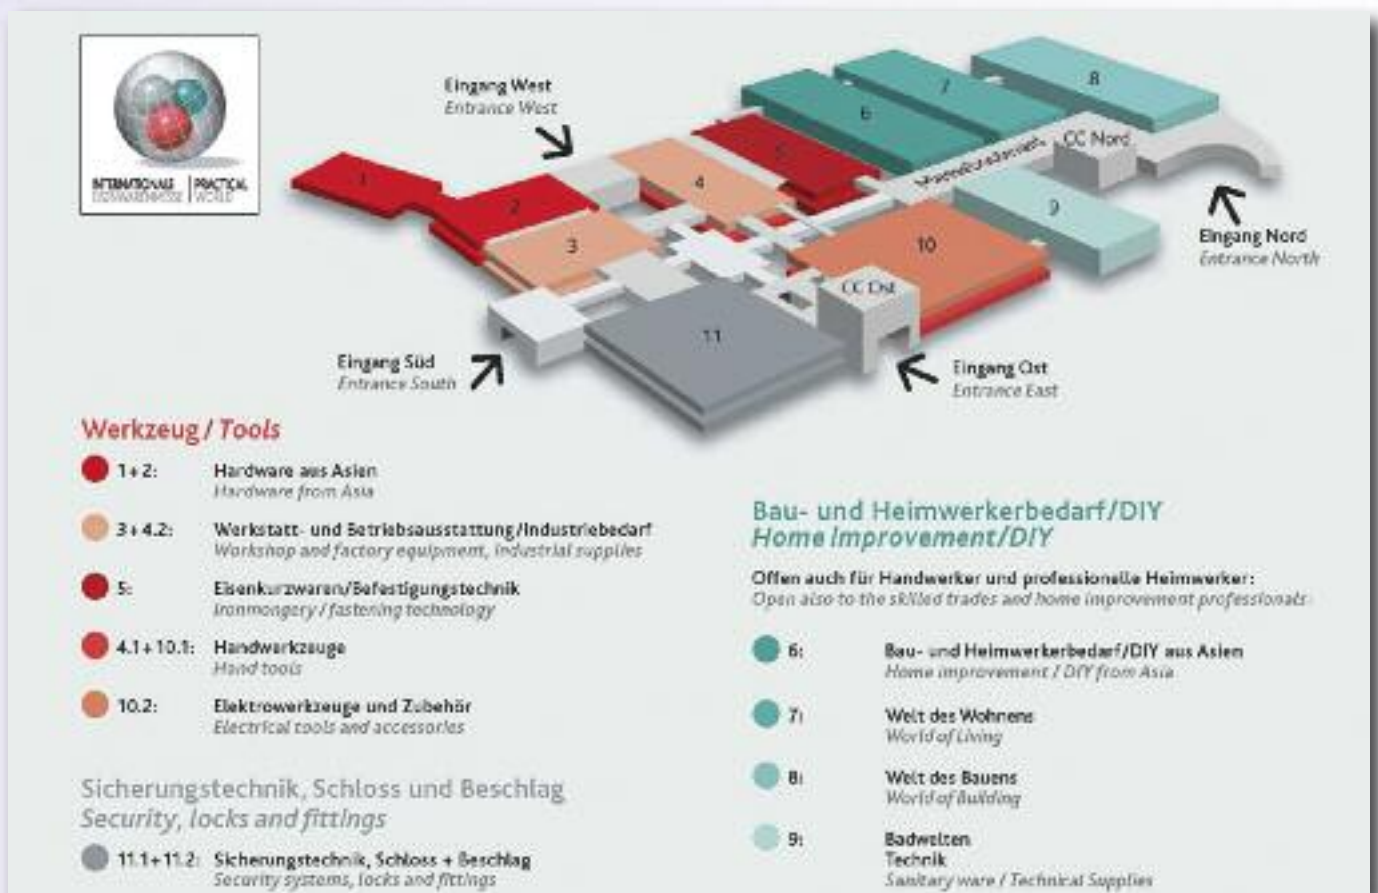 INTERNATIONALE EISENWARENMESSE
PRACTICAL WORLD
Eingang West
Entrance West
1
2
3
4
5
6
7
8
9
10
11
CC Nord
CC Ost
Eingang Nord
Entrance North
Eingang Süd
Entrance South
Eingang Ost
Entrance East
Werkzeug / Tools
1 + 2: Hardware aus Asien
Hardware from Asia
3 + 4.2: Werkstatt- und Betriebsausstattung/Industriebedarf
Workshop and factory equipment, industrial supplies
5: Eisenkurzwaren/Befestigungstechnik
Ironmongery / fastening technology
4.1 + 10.1: Handwerkzeuge
Hand tools
10.2: Elektrowerkzeuge und Zubehör
Electrical tools and accessories
Sicherungstechnik, Schloss und Beschlag
Security, locks and fittings
11.1 + 11.2: Sicherungstechnik, Schloss + Beschlag
Security systems, locks and fittings
Bau- und Heimwerkerbedarf/DIY
Home Improvement/DIY
Offen auch für Handwerker und professionelle Heimwerker:
Open also to the skilled trades and home improvement professionals
6: Bau- und Heimwerkerbedarf/DIY aus Asien
Home improvement / DIY from Asia
7: Welt des Wohnens
World of Living
8: Welt des Bauens
World of Building
9: Badwelten
Technik
Sanitary ware / Technical Supplies